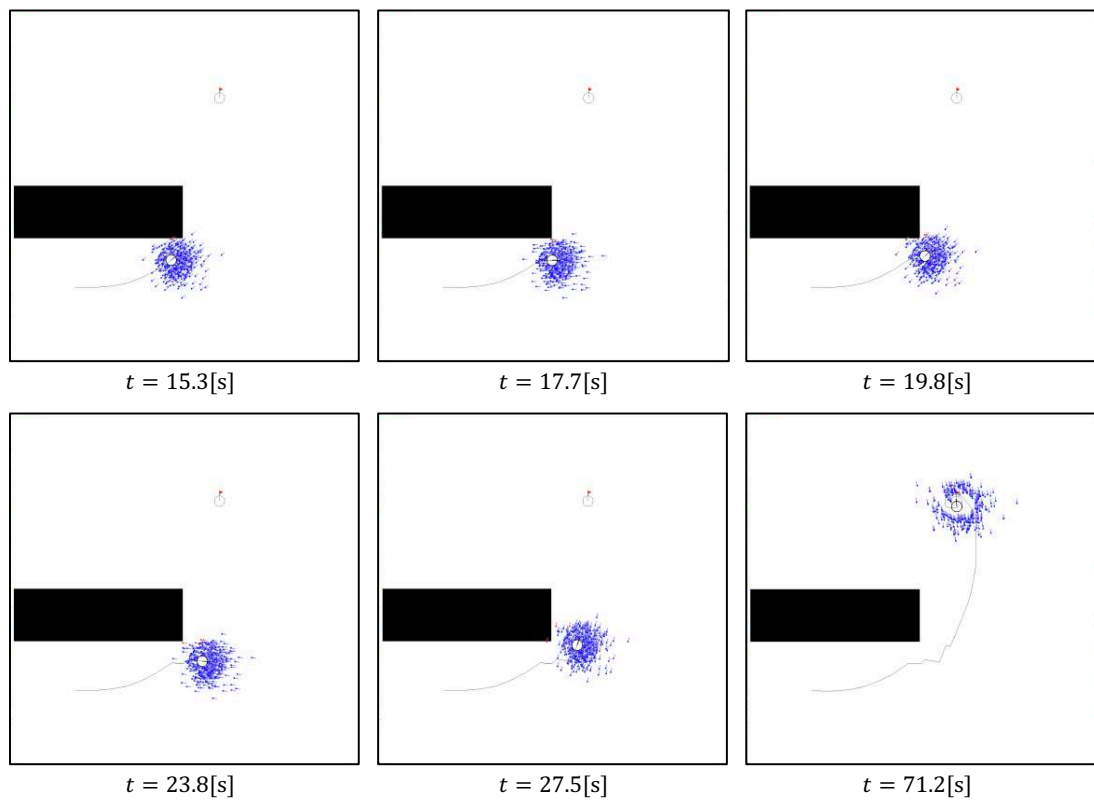 t = 15.3[s]
t = 17.7[s]
t = 19.8[s]
t = 23.8[s]
t = 27.5[s]
t = 71.2[s]